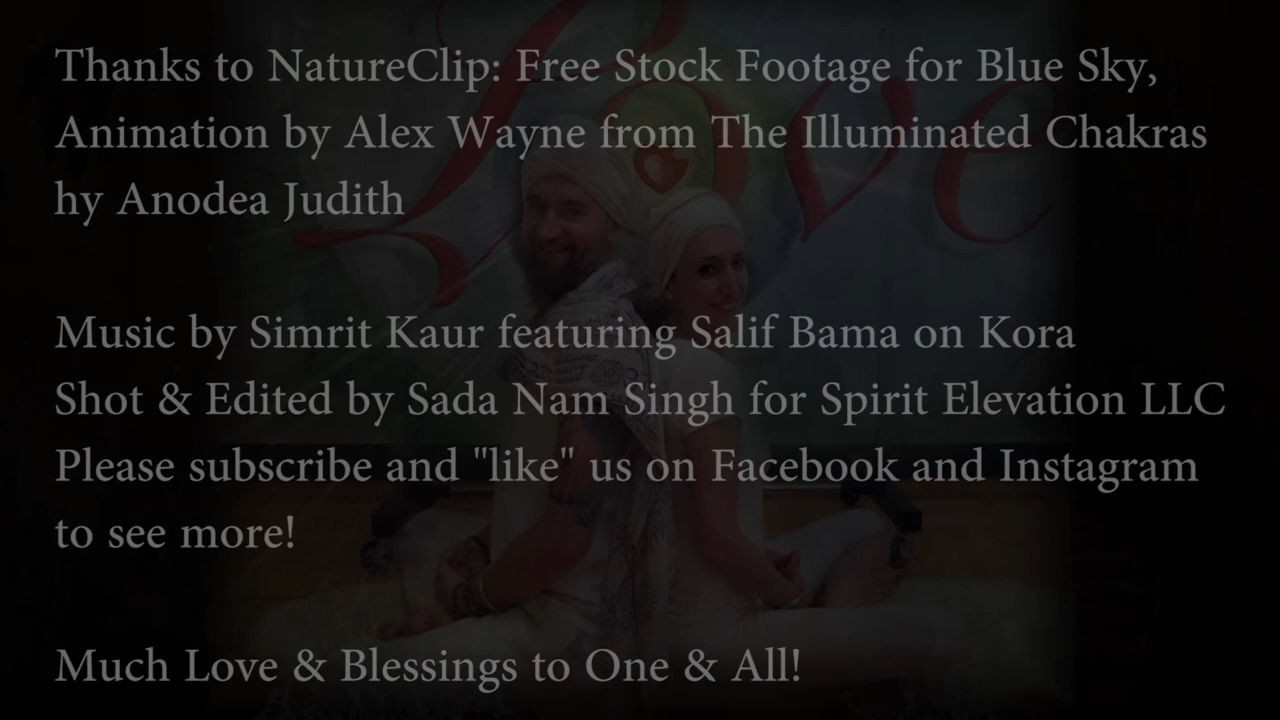 Love
Thanks to NatureClip: Free Stock Footage for Blue Sky,
Animation by Alex Wayne from The Illuminated Chakras
by Anodea Judith
Music by Simrit Kaur featuring Salif Bama on Kora
Shot & Edited by Sada Nam Singh for Spirit Elevation LLC
Please subscribe and "like" us on Facebook and Instagram
to see more!
Much Love & Blessings to One & All!